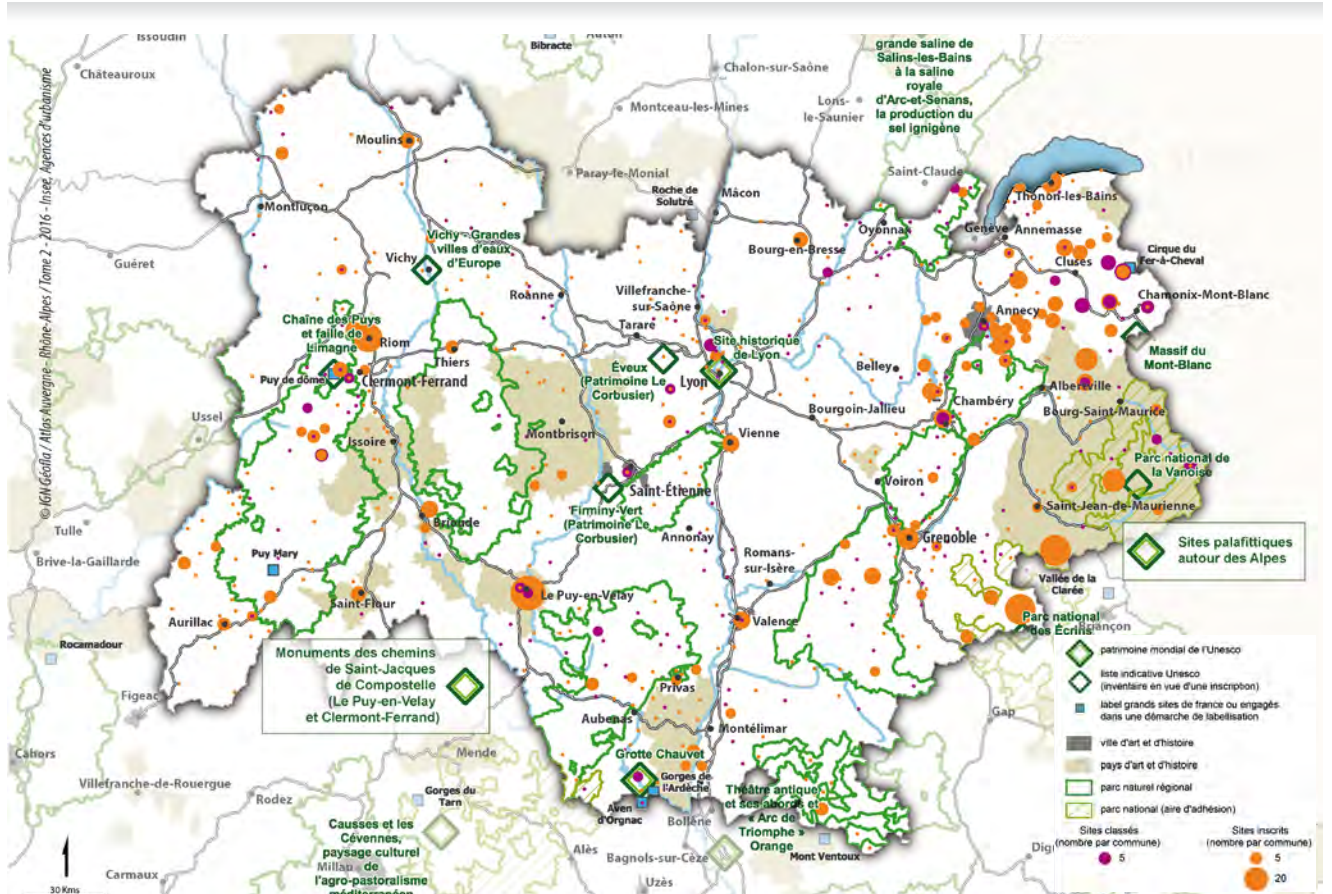 Issoudun
Bibracte
Châteauroux
Chalon-sur-Saône
Montceau-les-Mines
Lons-
le-Saunier
grande saline de
Salins-les-Bains
à la saline
royale
d'Arc-et-Senans,
la production du
sel ignigène
© IGN Géofla / Atlas Auvergne - Rhône-Alpes / Tome 2 - 2016 - Insee, Agences d'urbanisme
Moulins
Paray-le-Monial
Saint-Claude
Roche de
Solutré
Mâcon
Thonon-les-Bains
Montluçon
Oyonnax
Genève
Annemasse
Bourg-en-Bresse
Guéret
Vichy - Grandes
villes d'eaux
d'Europe
Vichy
Cluses
Cirque du
Fer-à-Cheval
Roanne
Villefranche-
sur-Saône
Chamonix-Mont-Blanc
Annecy
Chaîne des Puys
et faille de
Limagne
Riom
Tarare
Thiers
Site historique
de Lyon
Massif du
Mont-Blanc
Puy de dôme
Clermont-Ferrand
Éveux
(Patrimoine Le
Corbusier)
Lyon
Belley
Albertville
Ussel
Bourgoin-Jallieu
Chambéry
Bourg-Saint-Maurice
Montbrison
Issoire
Vienne
Parc national de
la Vanoise
Voiron
Saint-Étienne
Saint-Jean-de-Maurienne
Firminy-Vert
(Patrimoine Le
Corbusier)
Brioude
Tulle
Annonay
Grenoble
Sites palafittiques
autour des Alpes
Brive-la-Gaillarde
Puy Mary
Romans-
sur-Isère
Vallée de la
Clarée
Saint-Flour
Le Puy-en-Velay
Aurillac
Valence
Parc national
des Écrins
Briançon
Rocamadour
Monuments des chemins
de Saint-Jacques
de Compostelle
(Le Puy-en-Velay
et Clermont-Ferrand)
Privas
Figeac
Aubenas
Montélimar
Gap
Cahors
Mende
Grotte Chauvet
Villefranche-de-Rouergue
Gorges de
l'Ardèche
Rodez
Gorges du
Tarn
Aven
d'Orgnac
Théâtre antique
et ses abords et
« Arc de
Triomphe »
Orange
Bollène
Causses et les
Cévennes,
paysage culturel
de
l'agro-pastoralisme
méditerranéen
Millau
Alès
Bagnols-sur-Cèze
Mont Ventoux
Carmaux
Uzès
30 Kms
patrimoine mondial de l'Unesco
liste indicative Unesco
(inventaire en vue d'une inscription)
label grands sites de france ou engagés
dans une démarche de labellisation
ville d'art et d'histoire
pays d'art et d'histoire
parc naturel régional
parc national (aire d'adhésion)
Sites classés
(nombre par commune)
5
Sites inscrits
(nombre par commune)
5
20